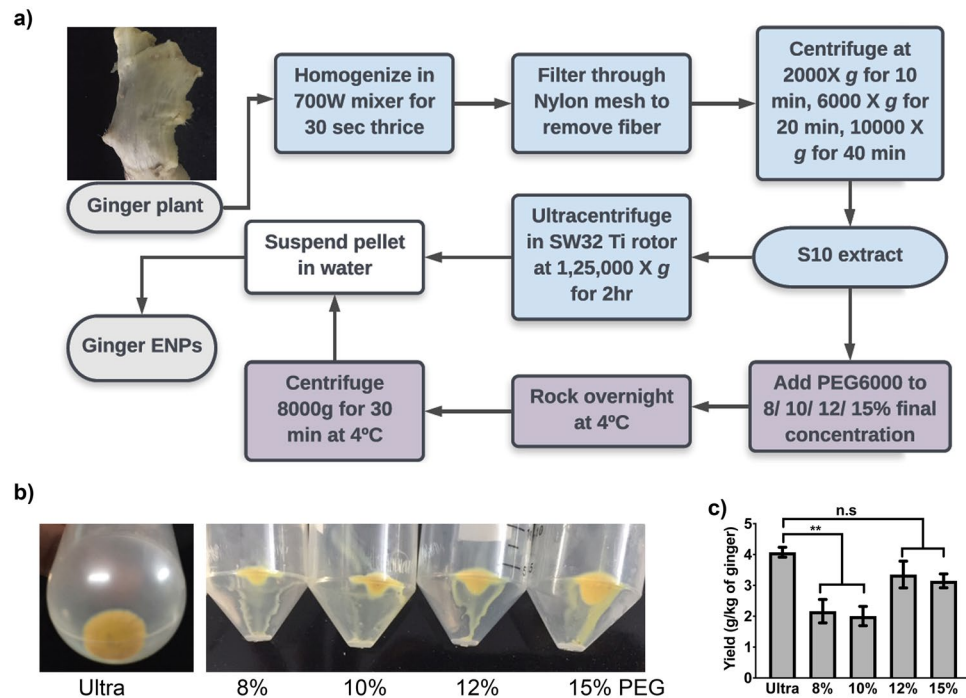 a)
Ginger plant
Homogenize in
700W mixer for
30 sec thrice
Filter through
Nylon mesh to
remove fiber
Centrifuge at
2000X g for 10
min, 6000 X g for
20 min, 10000 X
g for 40 min
S10 extract
Ultracentrifuge
in SW32 Ti rotor
at 1,25,000 X g
for 2hr
Suspend pellet
in water
Ginger ENPs
Add PEG6000 to
8/ 10/ 12/ 15% final
concentration
Rock overnight
at 4ºC
Centrifuge
8000g for 30
min at 4ºC
b)
Ultra
8%
10%
12%
15% PEG
c)
Yield (g/kg of ginger)
5
4
3
2
1
0
n.s
**
Ultra
8%
10%
12%
15%